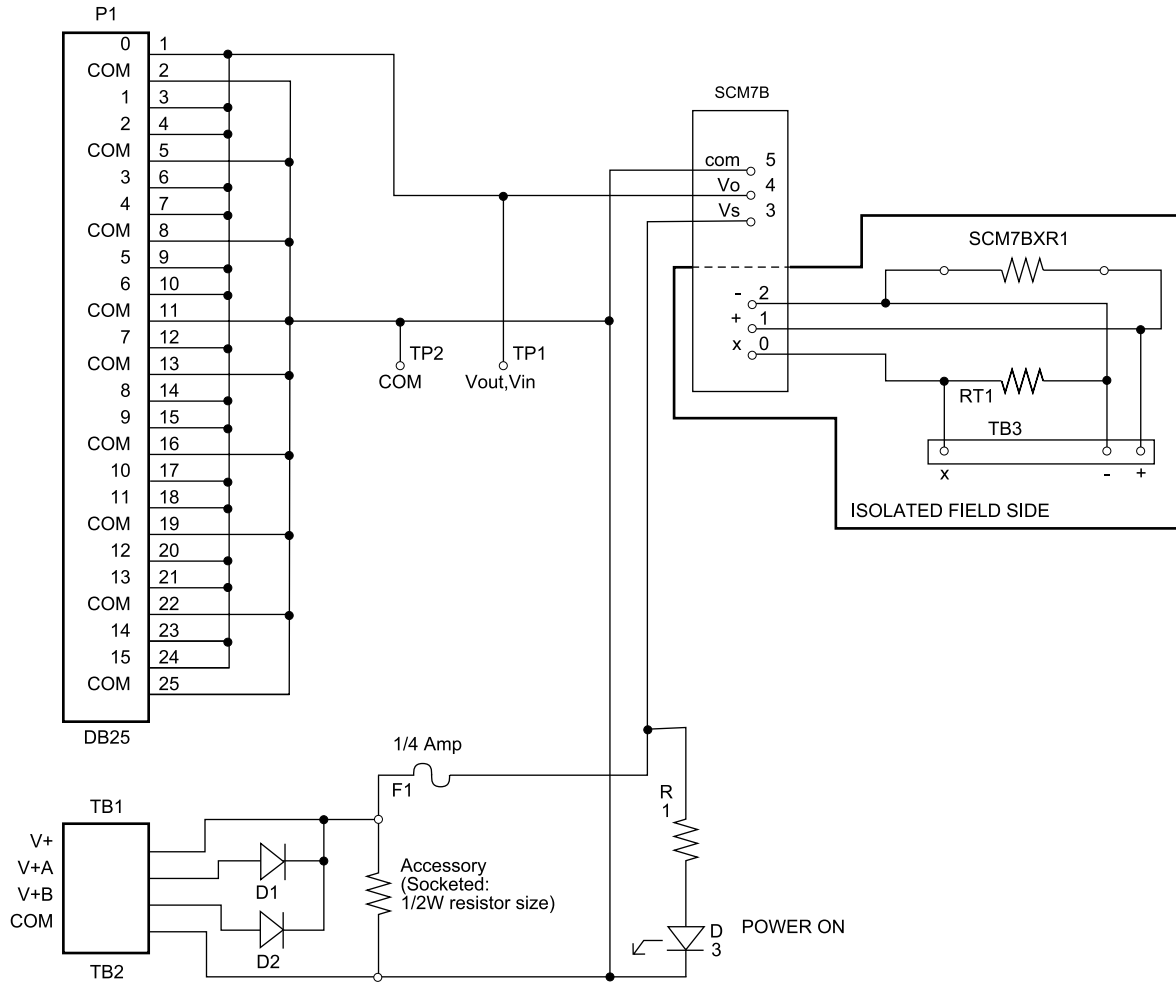 P1
0 1
COM 2
1 3
2 4
COM 5
3 6
4 7
COM 8
5 9
6 10
COM 11
7 12
COM 13
8 14
9 15
COM 16
10 17
11 18
COM 19
12 20
13 21
COM 22
14 23
15 24
COM 25
DB25
TP2
COM
TP1
Vout,Vin
SCM7B
com 5
Vo 4
Vs 3
- 2
+ 1
x 0
SCM7BXR1
RT1
TB3
x - +
ISOLATED FIELD SIDE
1/4 Amp
F1
TB1
V+
V+A
V+B
COM
TB2
D1
D2
Accessory
(Socketed:
1/2W resistor size)
R
1
D
3
POWER ON